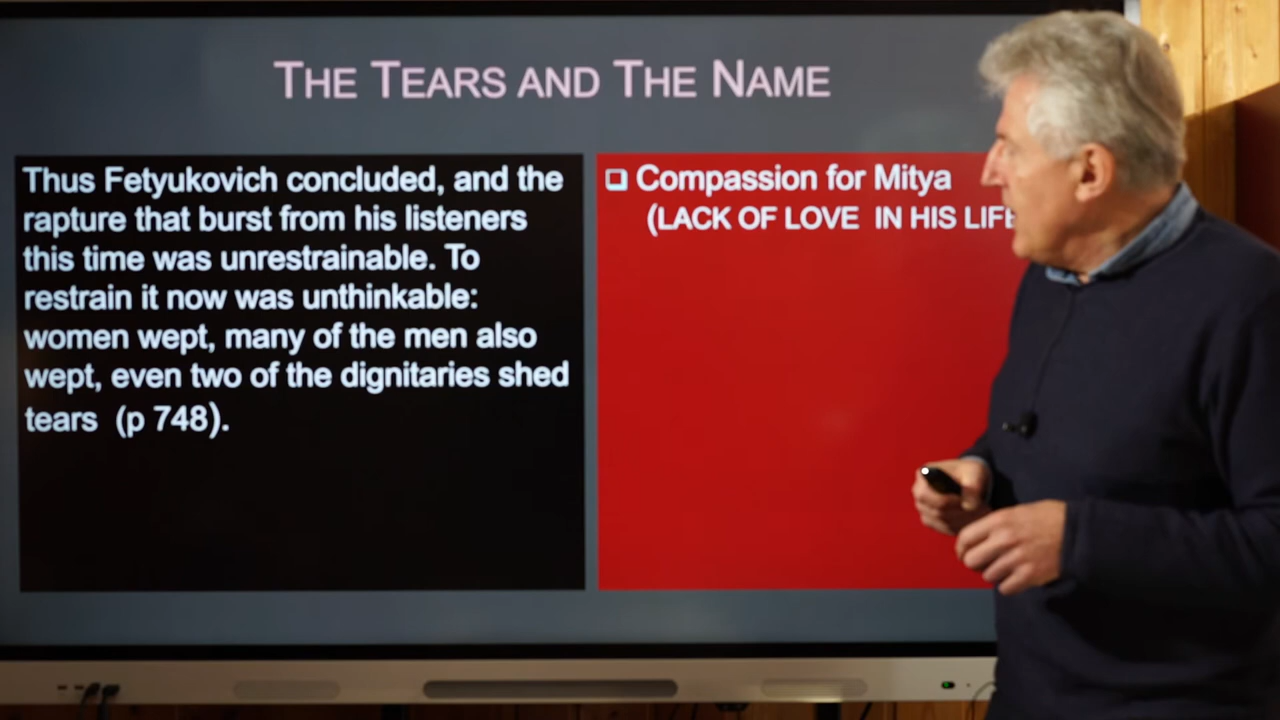 THE TEARS AND THE NAME
Thus Fetyukovich concluded, and the
rapture that burst from his listeners
this time was unrestrainable. To
restrain it now was unthinkable:
women wept, many of the men also
wept, even two of the dignitaries shed
tears (p 748).
Compassion for Mitya
(LACK OF LOVE IN HIS LIFE